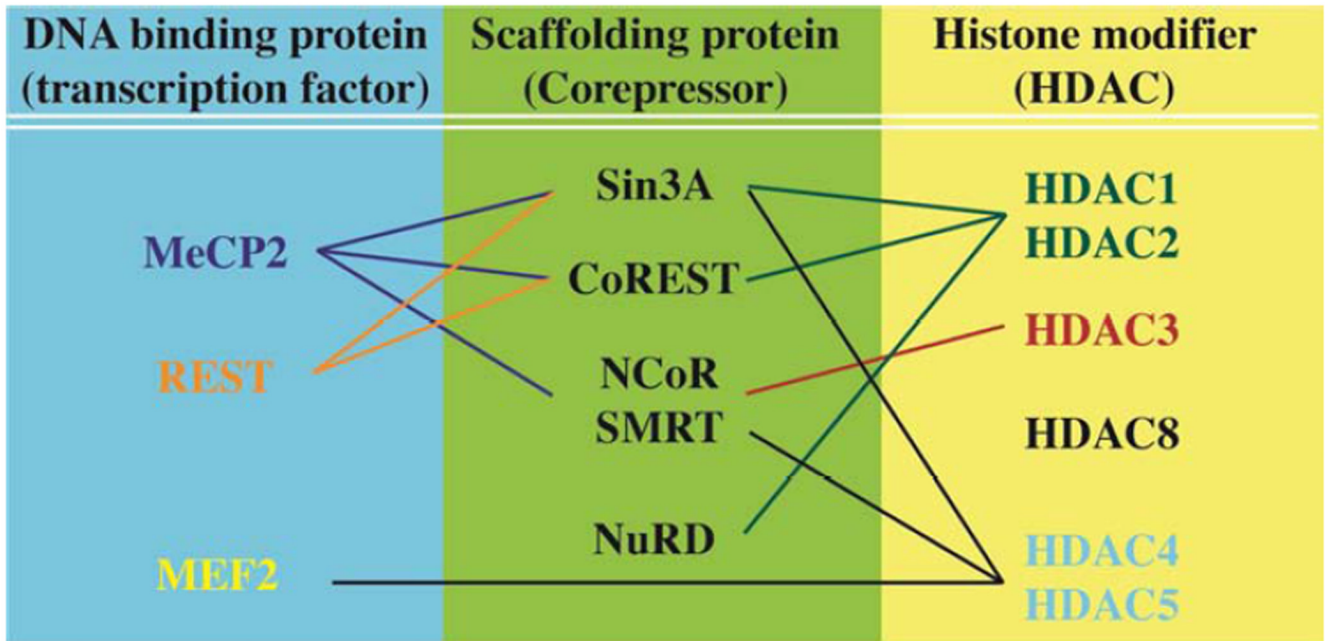 DNA binding protein
(transcription factor)
Scaffolding protein
(Corepressor)
Histone modifier
(HDAC)
MeCP2
REST
MEF2
Sin3A
CoREST
NCoR
SMRT
NuRD
HDAC1
HDAC2
HDAC3
HDAC8
HDAC4
HDAC5